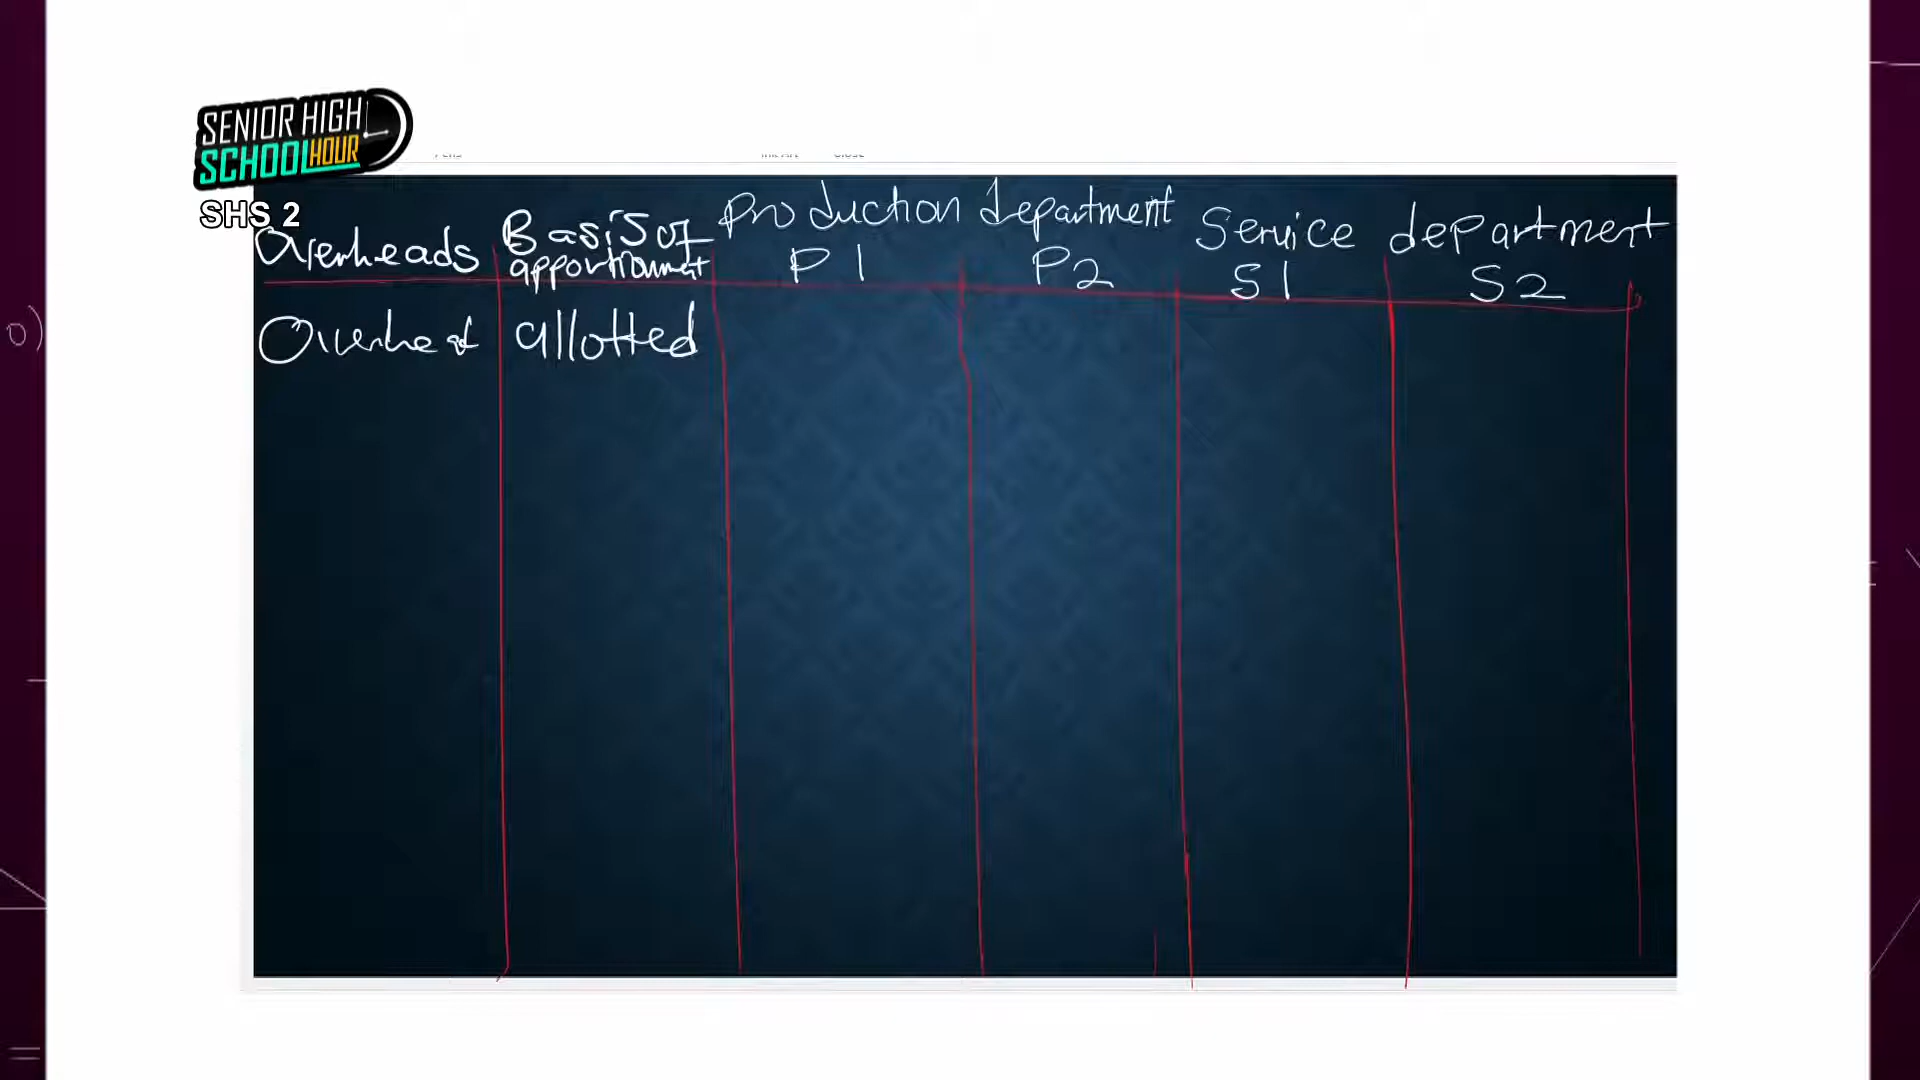 SENIOR HIGH
SCHOOL HOUR
SHS 2
Overheads Basis of apportionment Production department Service department
P1 P2 S1 S2
Overhead allotted